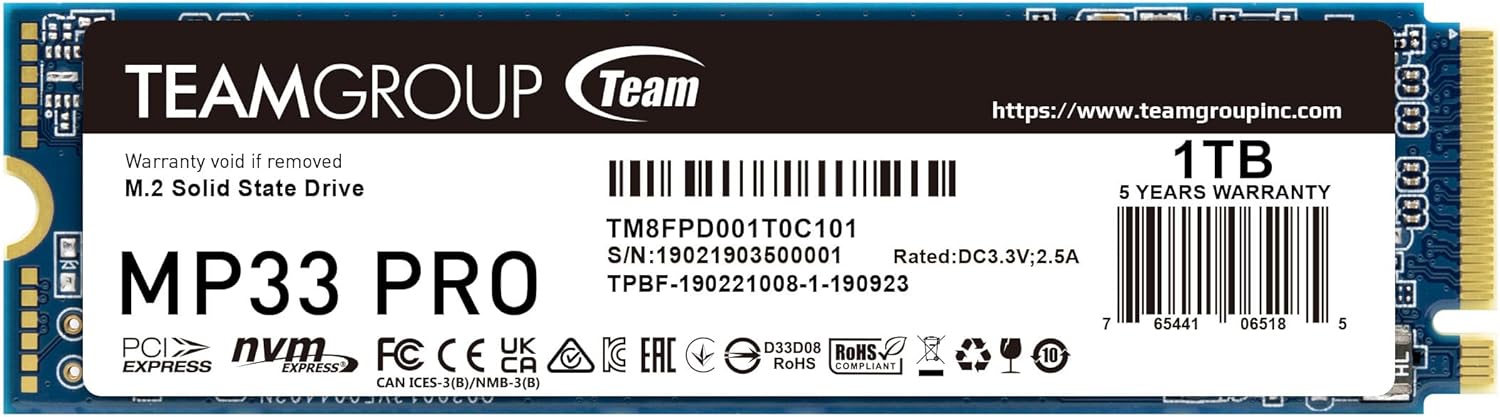 TEAMGROUP Team
https://www.teamgroupinc.com
Warranty void if removed
M.2 Solid State Drive
MP33 PRO
TM8FPD001T0C101
S/N:19021903500001
Rated:DC3.3V;2.5A
TPBF-190221008-1-190923
1TB
5 YEARS WARRANTY
7 65441 06518 5
PCI EXPRESS
nvm EXPRESS®
FC CE UK CA EAC
D33D08
RoHS
RoHS
COMPLIANT
10
CAN ICES-3(B)/NMB-3(B)
HL